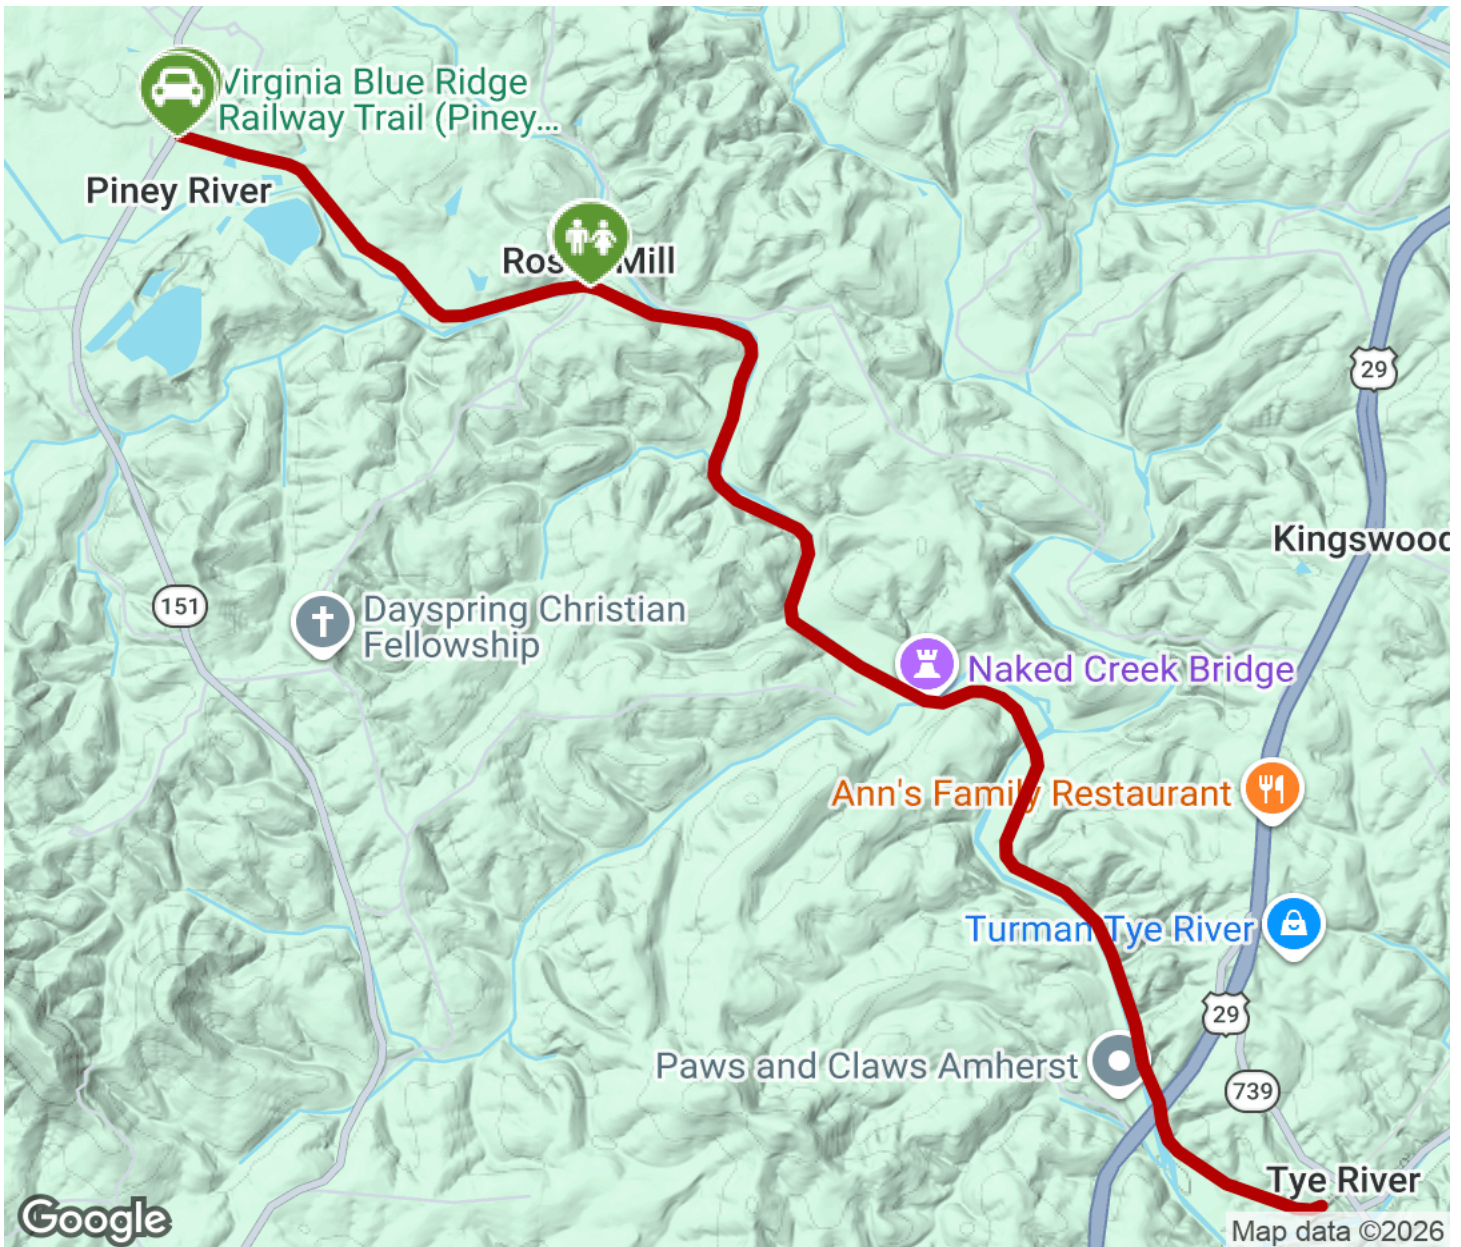 Virginia Blue Ridge
Railway Trail (Piney...
Piney River
Mill
29
Kingswood
151
Dayspring Christian
Fellowship
Naked Creek Bridge
Ann's Family Restaurant
Turman Tye River
29
Paws and Claws Amherst
739
Tye River
Google
Map data ©2026